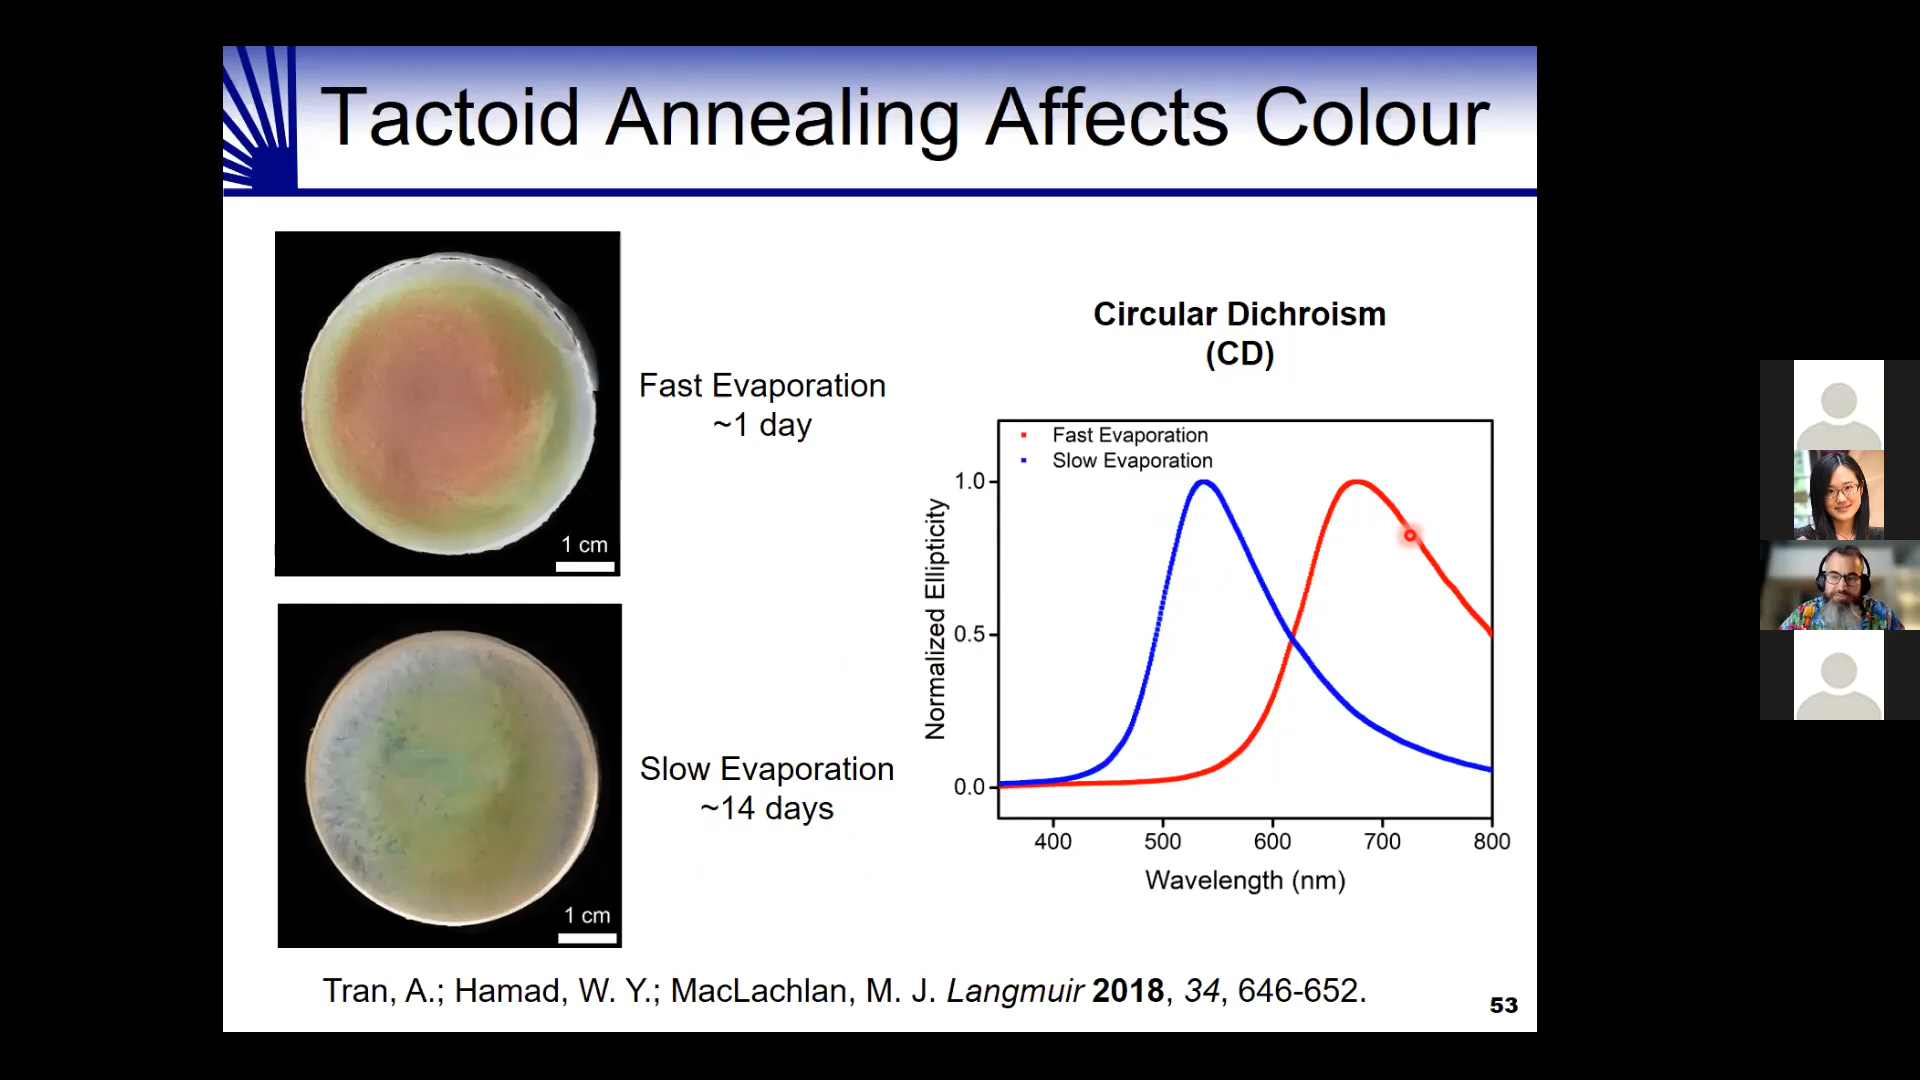 Tactoid Annealing Affects Colour
1 cm
Fast Evaporation
~1 day
1 cm
Slow Evaporation
~14 days
Circular Dichroism
(CD)
Fast Evaporation
Slow Evaporation
Normalized Ellipticity
1.0
0.5
0.0
400 500 600 700 800
Wavelength (nm)
Tran, A.; Hamad, W. Y.; MacLachlan, M. J. Langmuir 2018, 34, 646-652.
53